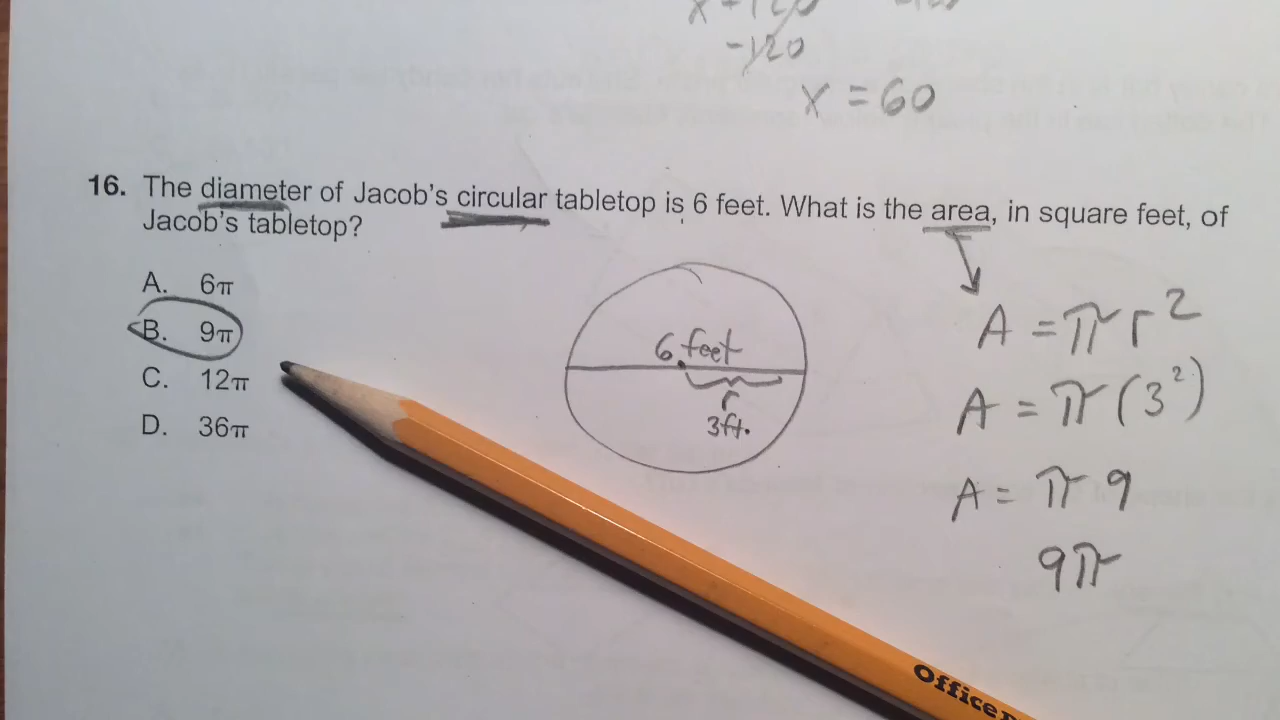 -120
x = 60
16. The diameter of Jacob's circular tabletop is 6 feet. What is the area, in square feet, of
Jacob's tabletop?
A. 6π
B. 9π
C. 12π
D. 36π
6 feet
r
3ft.
A = πr²
A = π(3²)
A = π 9
9π
Office